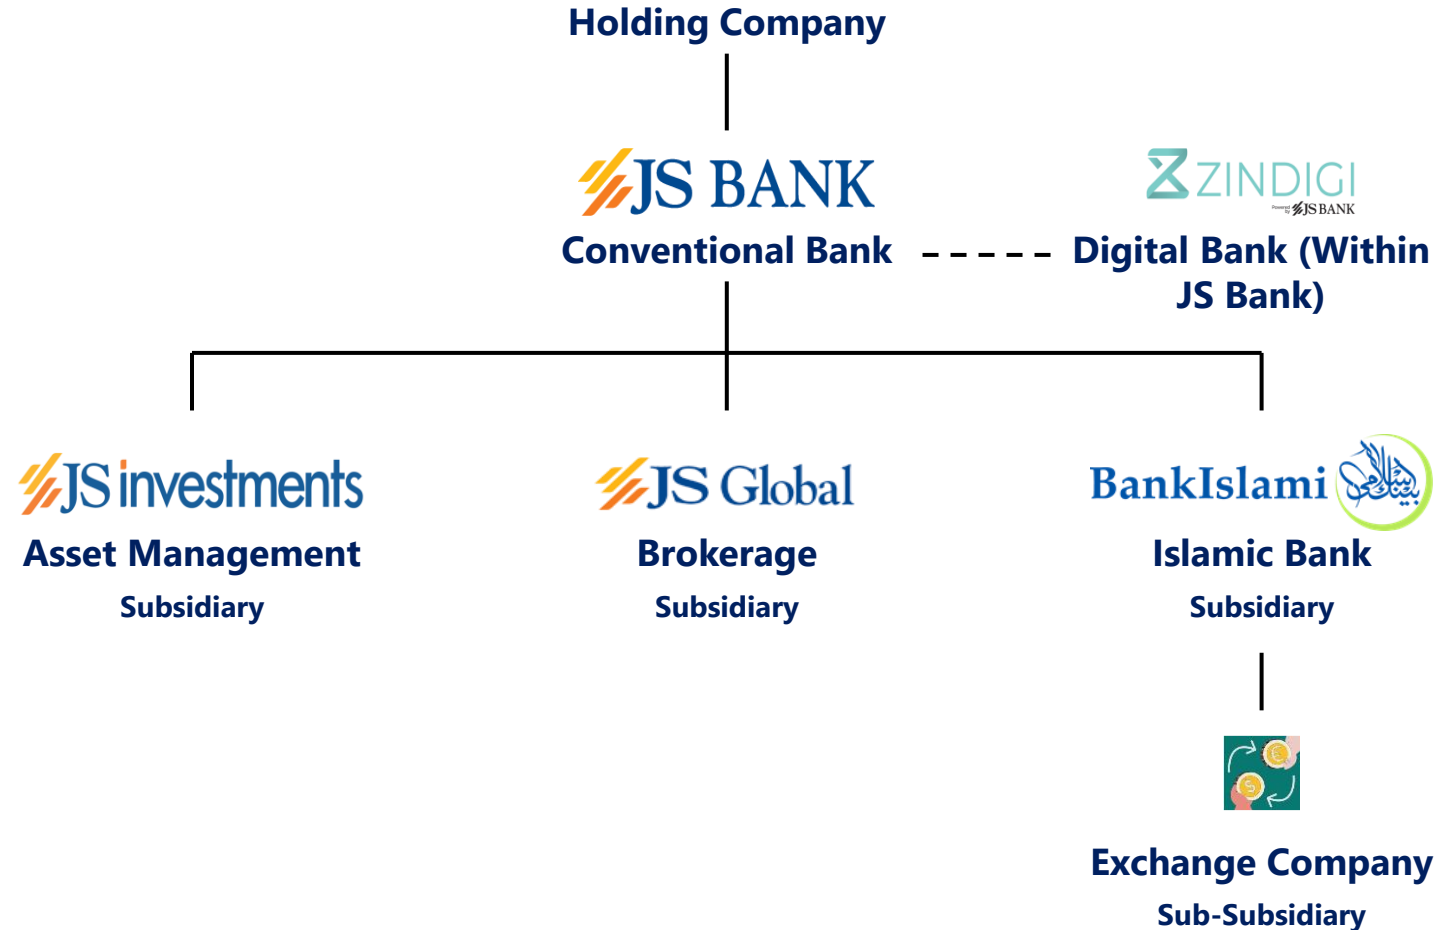 Holding Company
JS BANK
ZINDIGI
Powered by JS BANK
Conventional Bank
Digital Bank (Within
JS Bank)
JS investments
JS Global
BankIslami
Asset Management
Brokerage
Islamic Bank
Subsidiary
Subsidiary
Subsidiary
Exchange Company
Sub-Subsidiary